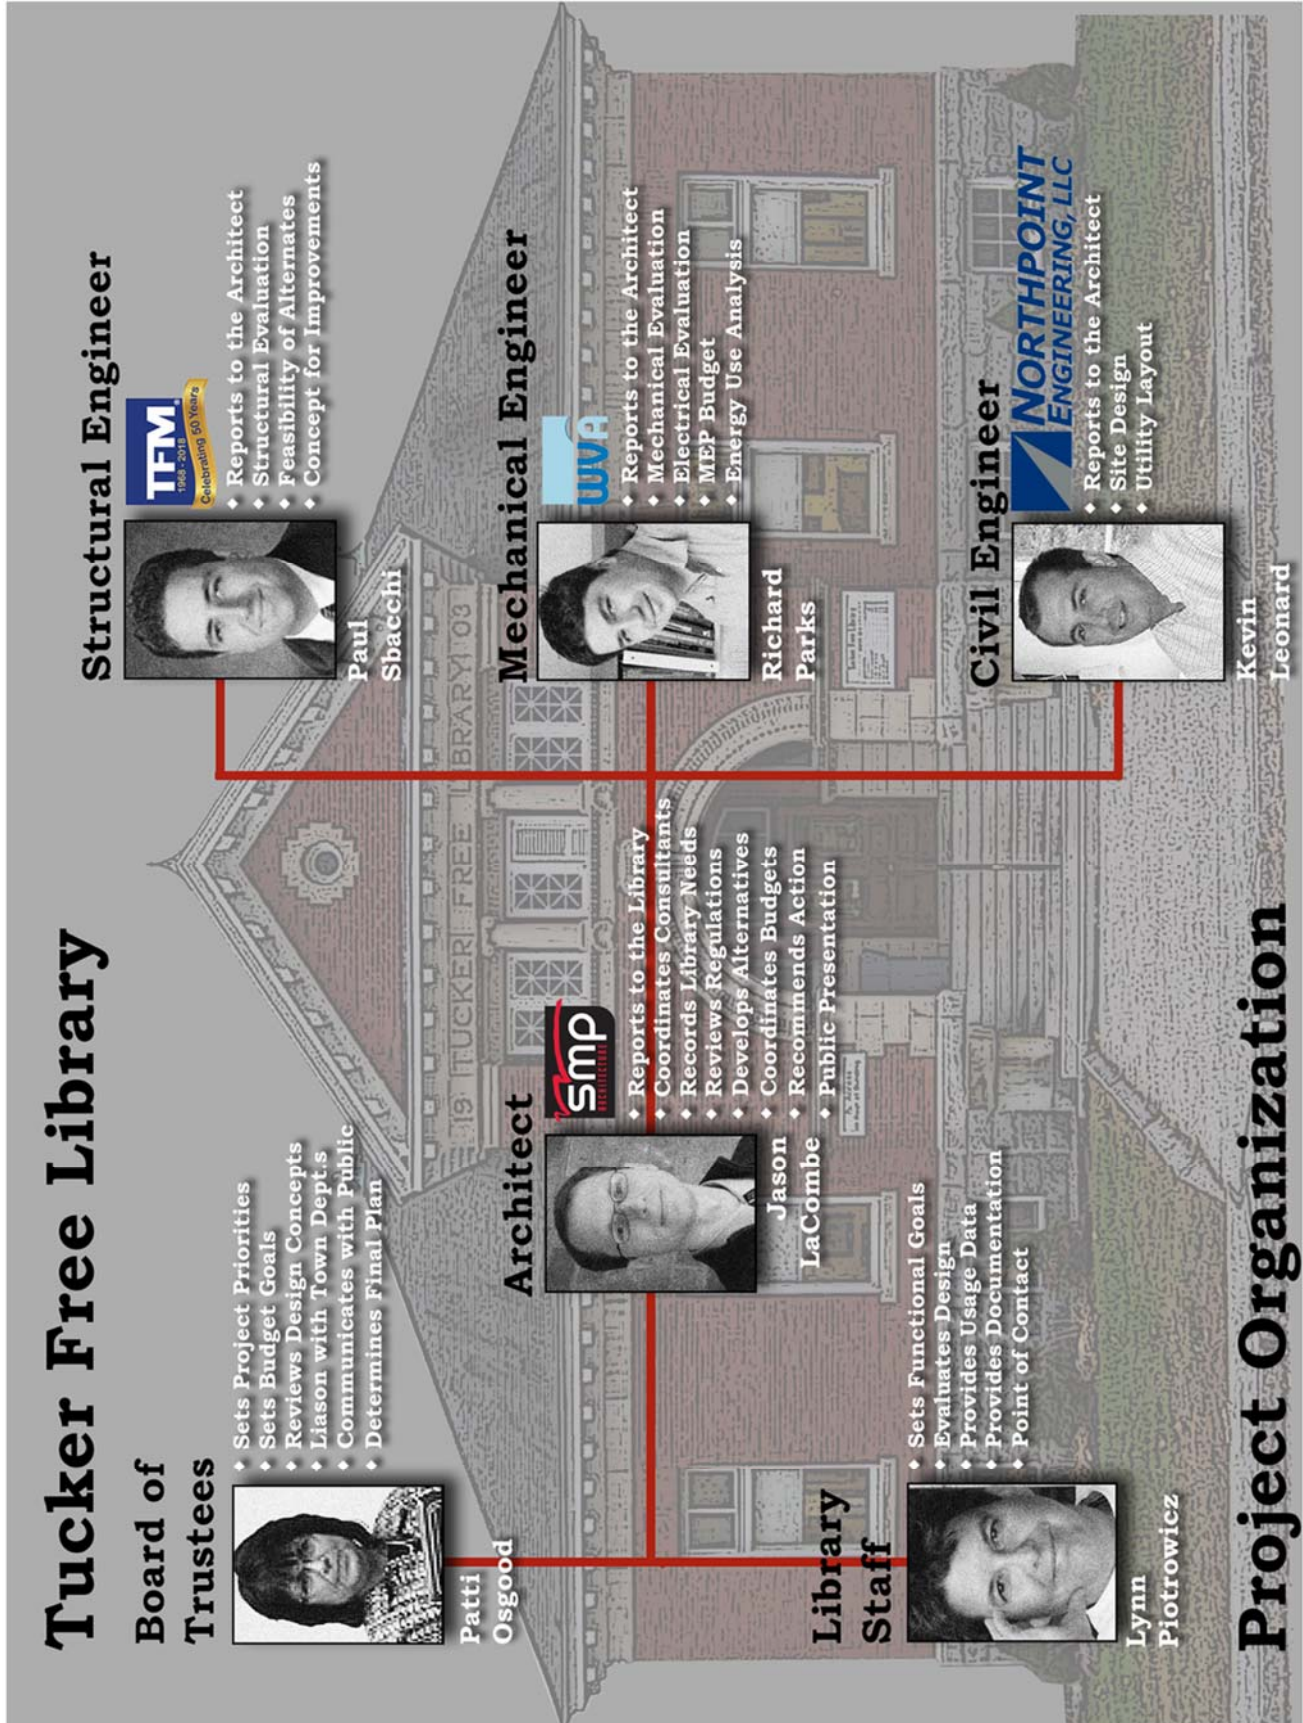 Tucker Free Library
Board of
Trustees
Patti
Osgood
♦ Sets Project Priorities
♦ Sets Budget Goals
♦ Reviews Design Concepts
♦ Liason with Town Dept.s
♦ Communicates with Public
♦ Determines Final Plan
Library
Staff
Lynn
Piotrowicz
♦ Sets Functional Goals
♦ Evaluates Design
♦ Provides Usage Data
♦ Provides Documentation
♦ Point of Contact
Architect
smp
ARCHITECTURE
Jason
LaCombe
♦ Reports to the Library
♦ Coordinates Consultants
♦ Records Library Needs
♦ Reviews Regulations
♦ Develops Alternatives
♦ Coordinates Budgets
♦ Recommends Action
♦ Public Presentation
Structural Engineer
TFM®
1968 - 2018
Celebrating 50 Years
Paul
Sbacchi
♦ Reports to the Architect
♦ Structural Evaluation
♦ Feasibility of Alternates
♦ Concept for Improvements
Mechanical Engineer
WVA
Richard
Parks
♦ Reports to the Architect
♦ Mechanical Evaluation
♦ Electrical Evaluation
♦ MEP Budget
♦ Energy Use Analysis
Civil Engineer
NORTHPOINT
ENGINEERING, LLC
Kevin
Leonard
♦ Reports to the Architect
♦ Site Design
♦ Utility Layout
19 TUCKER FREE LIBRARY 03
Project Organization